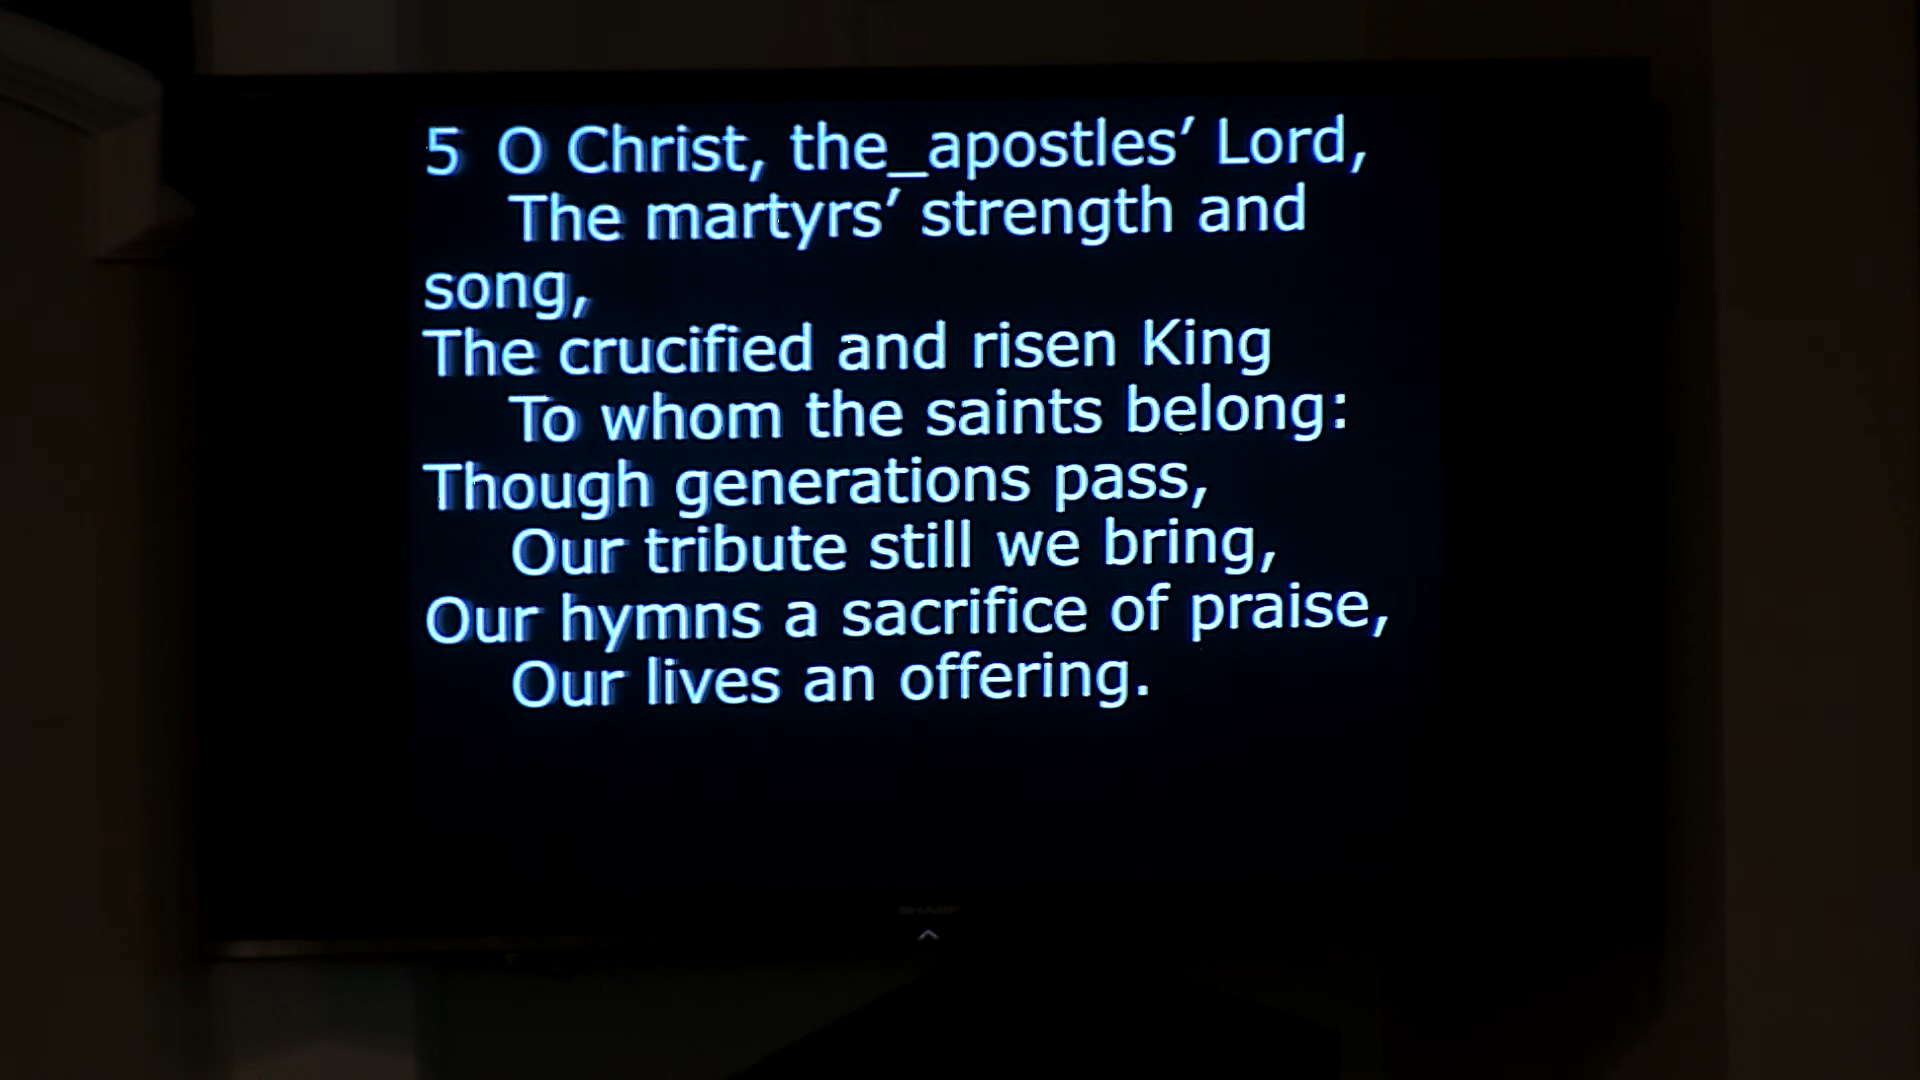 5 O Christ, the_apostles’ Lord,
The martyrs’ strength and
song,
The crucified and risen King
To whom the saints belong:
Though generations pass,
Our tribute still we bring,
Our hymns a sacrifice of praise,
Our lives an offering.
SHARP